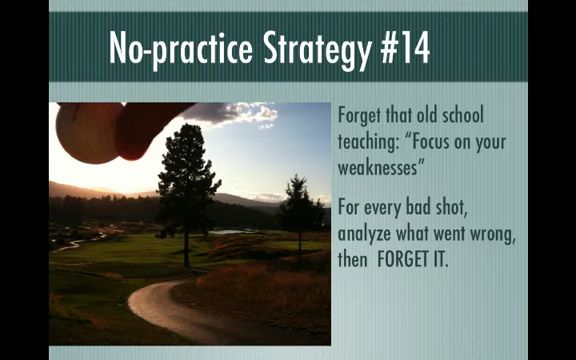 No-practice Strategy #14
Forget that old school
teaching: “Focus on your
weaknesses”
For every bad shot,
analyze what went wrong,
then FORGET IT.